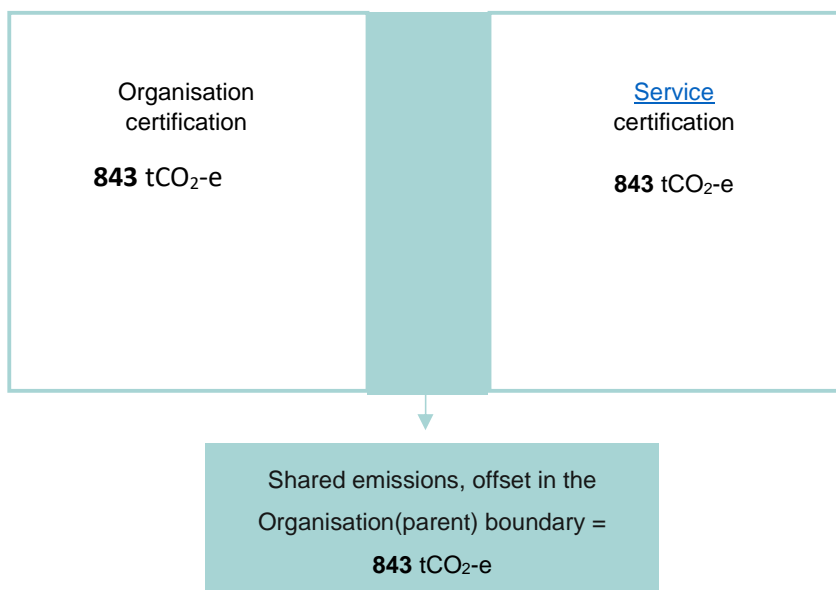 Organisation
certification
843 tCO₂-e
Service
certification
843 tCO₂-e
Shared emissions, offset in the
Organisation(parent) boundary =
843 tCO₂-e